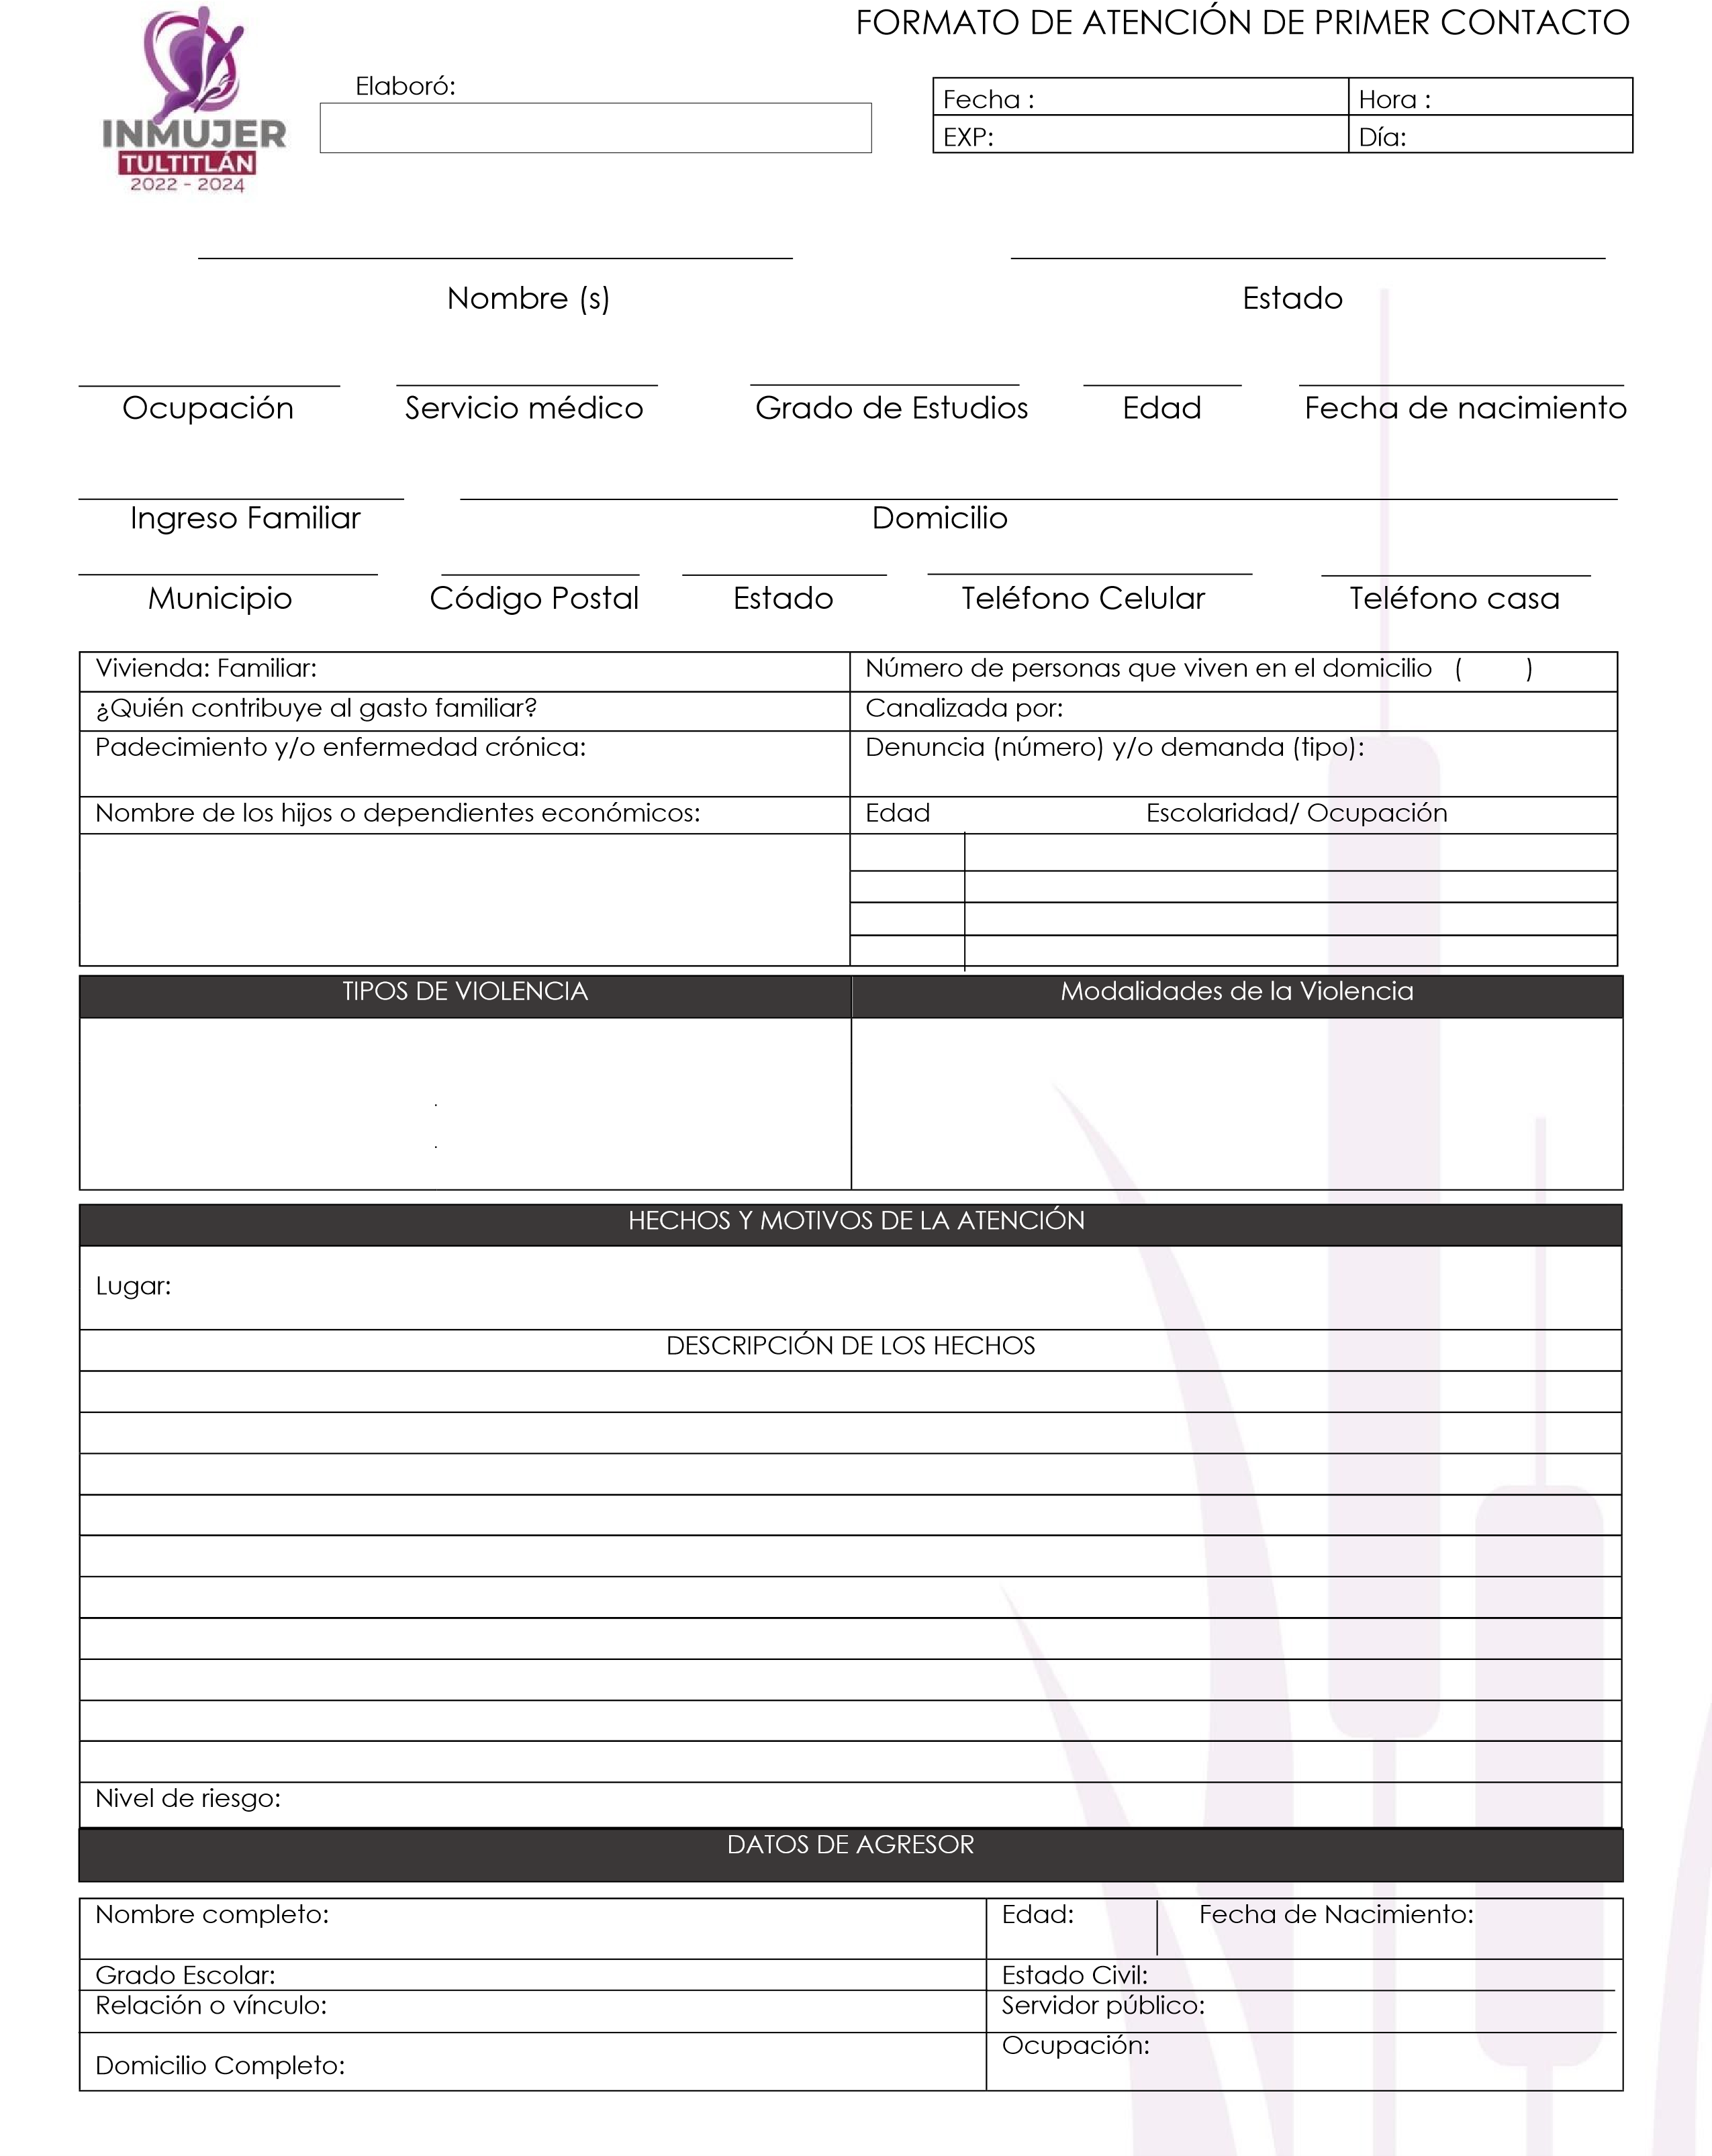 FORMATO DE ATENCIÓN DE PRIMER CONTACTO
INMUJER
TULTITLÁN
2022 - 2024
Elaboró:
Fecha :
Hora :
EXP:
Día:
Nombre (s)
Estado
Ocupación
Servicio médico
Grado de Estudios
Edad
Fecha de nacimiento
Ingreso Familiar
Domicilio
Municipio
Código Postal
Estado
Teléfono Celular
Teléfono casa
Vivienda: Familiar:
Número de personas que viven en el domicilio ( )
¿Quién contribuye al gasto familiar?
Canalizada por:
Padecimiento y/o enfermedad crónica:
Denuncia (número) y/o demanda (tipo):
Nombre de los hijos o dependientes económicos:
Edad
Escolaridad/ Ocupación
TIPOS DE VIOLENCIA
Modalidades de la Violencia
.
.
HECHOS Y MOTIVOS DE LA ATENCIÓN
Lugar:
DESCRIPCIÓN DE LOS HECHOS
Nivel de riesgo:
DATOS DE AGRESOR
Nombre completo:
Edad:
Fecha de Nacimiento:
Grado Escolar:
Estado Civil:
Relación o vínculo:
Servidor público:
Domicilio Completo:
Ocupación: